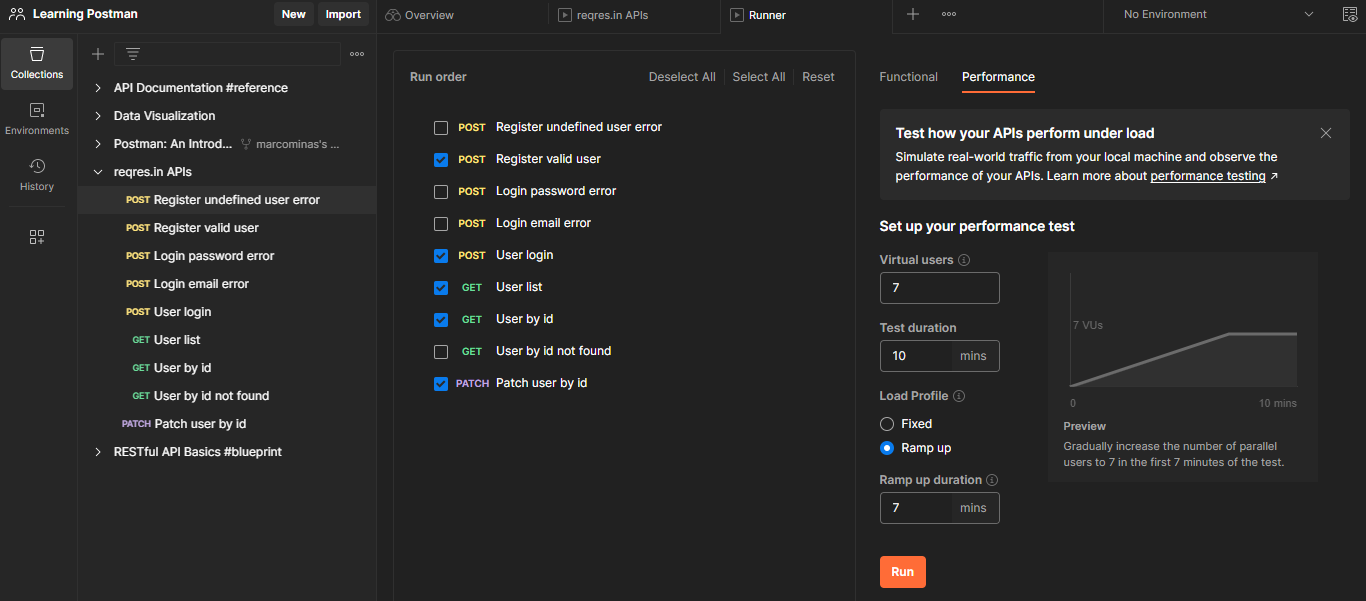 Learning Postman
New
Import
Overview
reqres.in APIs
Runner
No Environment
Collections
Environments
History
API Documentation #reference
Data Visualization
Postman: An Introd... marcominas's ...
reqres.in APIs
POST Register undefined user error
POST Register valid user
POST Login password error
POST Login email error
POST User login
GET User list
GET User by id
GET User by id not found
PATCH Patch user by id
RESTful API Basics #blueprint
Run order
Deselect All
Select All
Reset
POST Register undefined user error
POST Register valid user
POST Login password error
POST Login email error
POST User login
GET User list
GET User by id
GET User by id not found
PATCH Patch user by id
Functional
Performance
Test how your APIs perform under load
Simulate real-world traffic from your local machine and observe the
performance of your APIs. Learn more about performance testing ↗
Set up your performance test
Virtual users
7
Test duration
10 mins
Load Profile
Fixed
Ramp up
Ramp up duration
7 mins
Run
7 VUs
0
10 mins
Preview
Gradually increase the number of parallel
users to 7 in the first 7 minutes of the test.